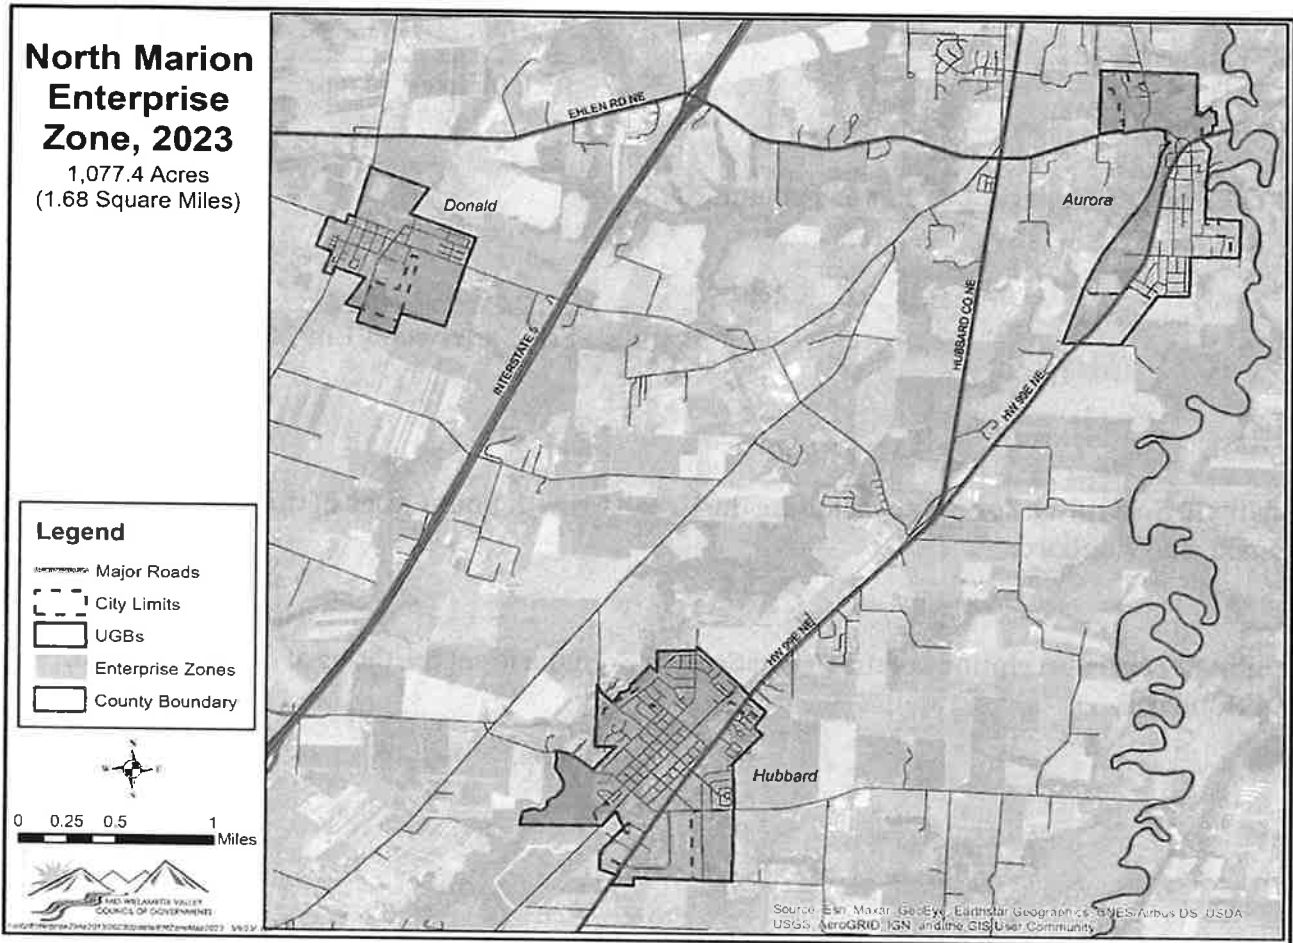 North Marion
Enterprise
Zone, 2023
1,077.4 Acres
(1.68 Square Miles)
EHLEN RD NE
Donald
Aurora
INTERSTATE 5
HUBBARD CO NE
HW 99E NE
HW 99E NE
Hubbard
Legend
Major Roads
City Limits
UGBs
Enterprise Zones
County Boundary
N
W
E
S
0 0.25 0.5 1
Miles
MID-WILLAMETTE VALLEY
COUNCIL OF GOVERNMENTS
Source: Esri, Maxar, GeoEye, Earthstar Geographics, CNES/Airbus DS, USDA,
USGS, AeroGRID, IGN, and the GIS User Community